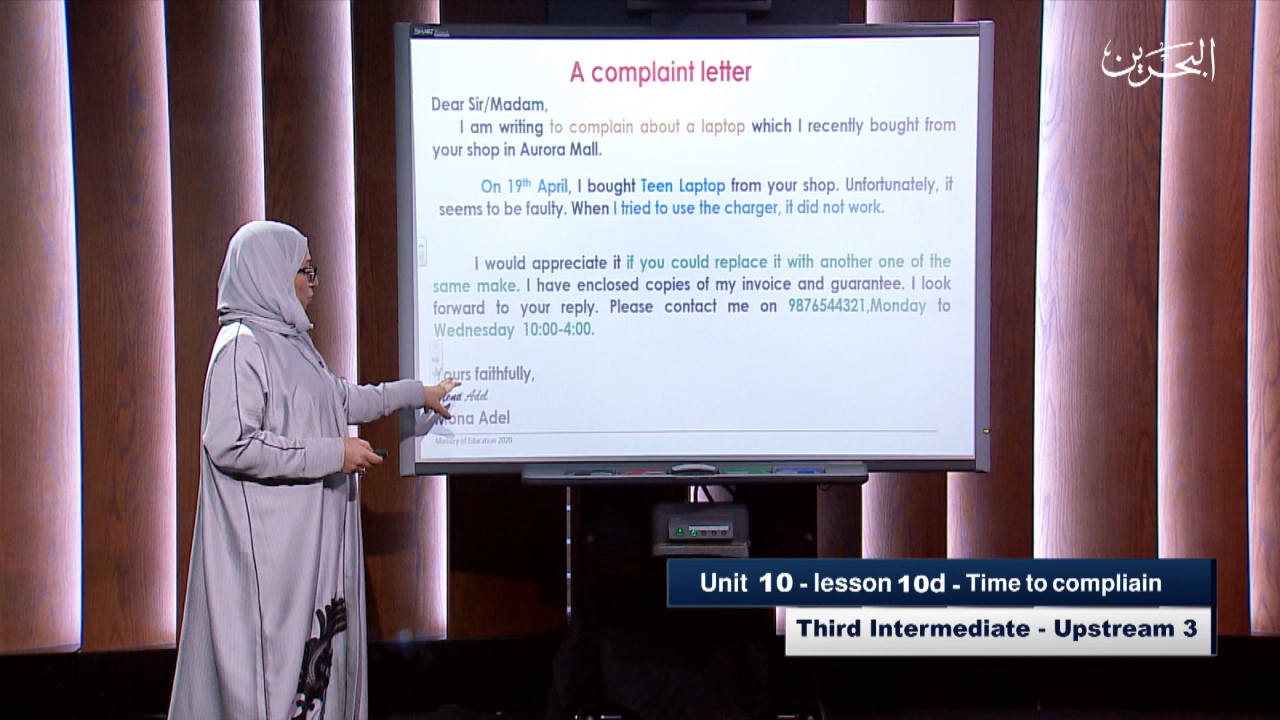 البحرين
SMART
A complaint letter
Dear Sir/Madam,
I am writing to complain about a laptop which I recently bought from
your shop in Aurora Mall.
On 19th April, I bought Teen Laptop from your shop. Unfortunately, it
seems to be faulty. When I tried to use the charger, it did not work.
I would appreciate it if you could replace it with another one of the
same make. I have enclosed copies of my invoice and guarantee. I look
forward to your reply. Please contact me on 9876544321,Monday to
Wednesday 10:00-4:00.
Yours faithfully,
Mona Adel
Mona Adel
Ministry of Education 2020
Unit 10 - lesson 10d - Time to compliain
Third Intermediate - Upstream 3